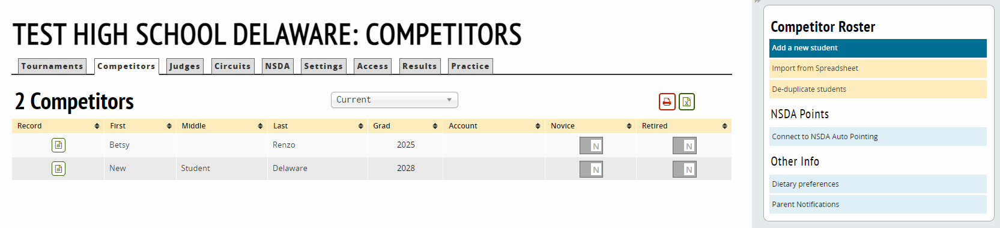 TEST HIGH SCHOOL DELAWARE: COMPETITORS
Tournaments Competitors Judges Circuits NSDA Settings Access Results Practice
2 Competitors Current
Record First Middle Last Grad Account Novice Retired
Betsy Renzo 2025 N N
New Student Delaware 2028 N N
Competitor Roster
Add a new student
Import from Spreadsheet
De-duplicate students
NSDA Points
Connect to NSDA Auto Pointing
Other Info
Dietary preferences
Parent Notifications